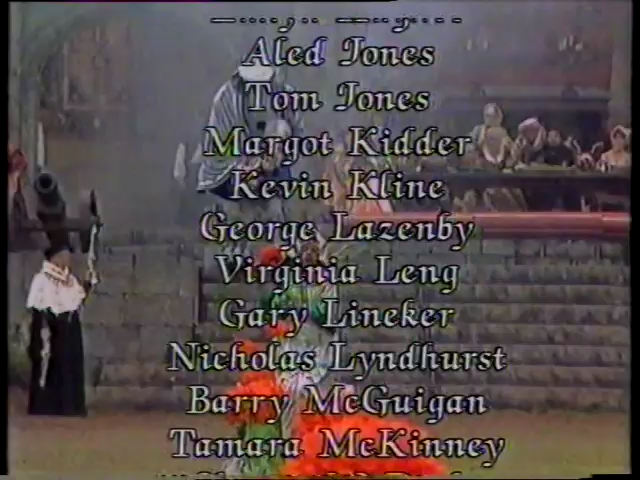 Aled Jones
Tom Jones
Margot Kidder
Kevin Kline
George Lazenby
Virginia Leng
Gary Lineker
Nicholas Lyndhurst
Barry McGuigan
Tamara McKinney